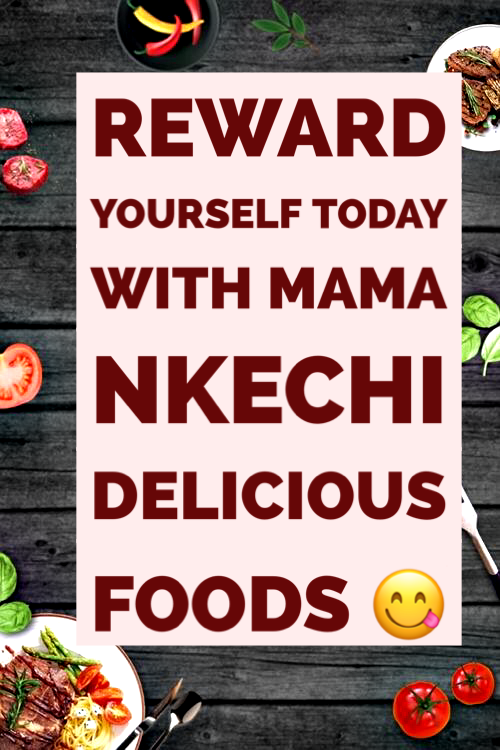 REWARD
YOURSELF TODAY
WITH MAMA
NKECHI
DELICIOUS
FOODS 😋